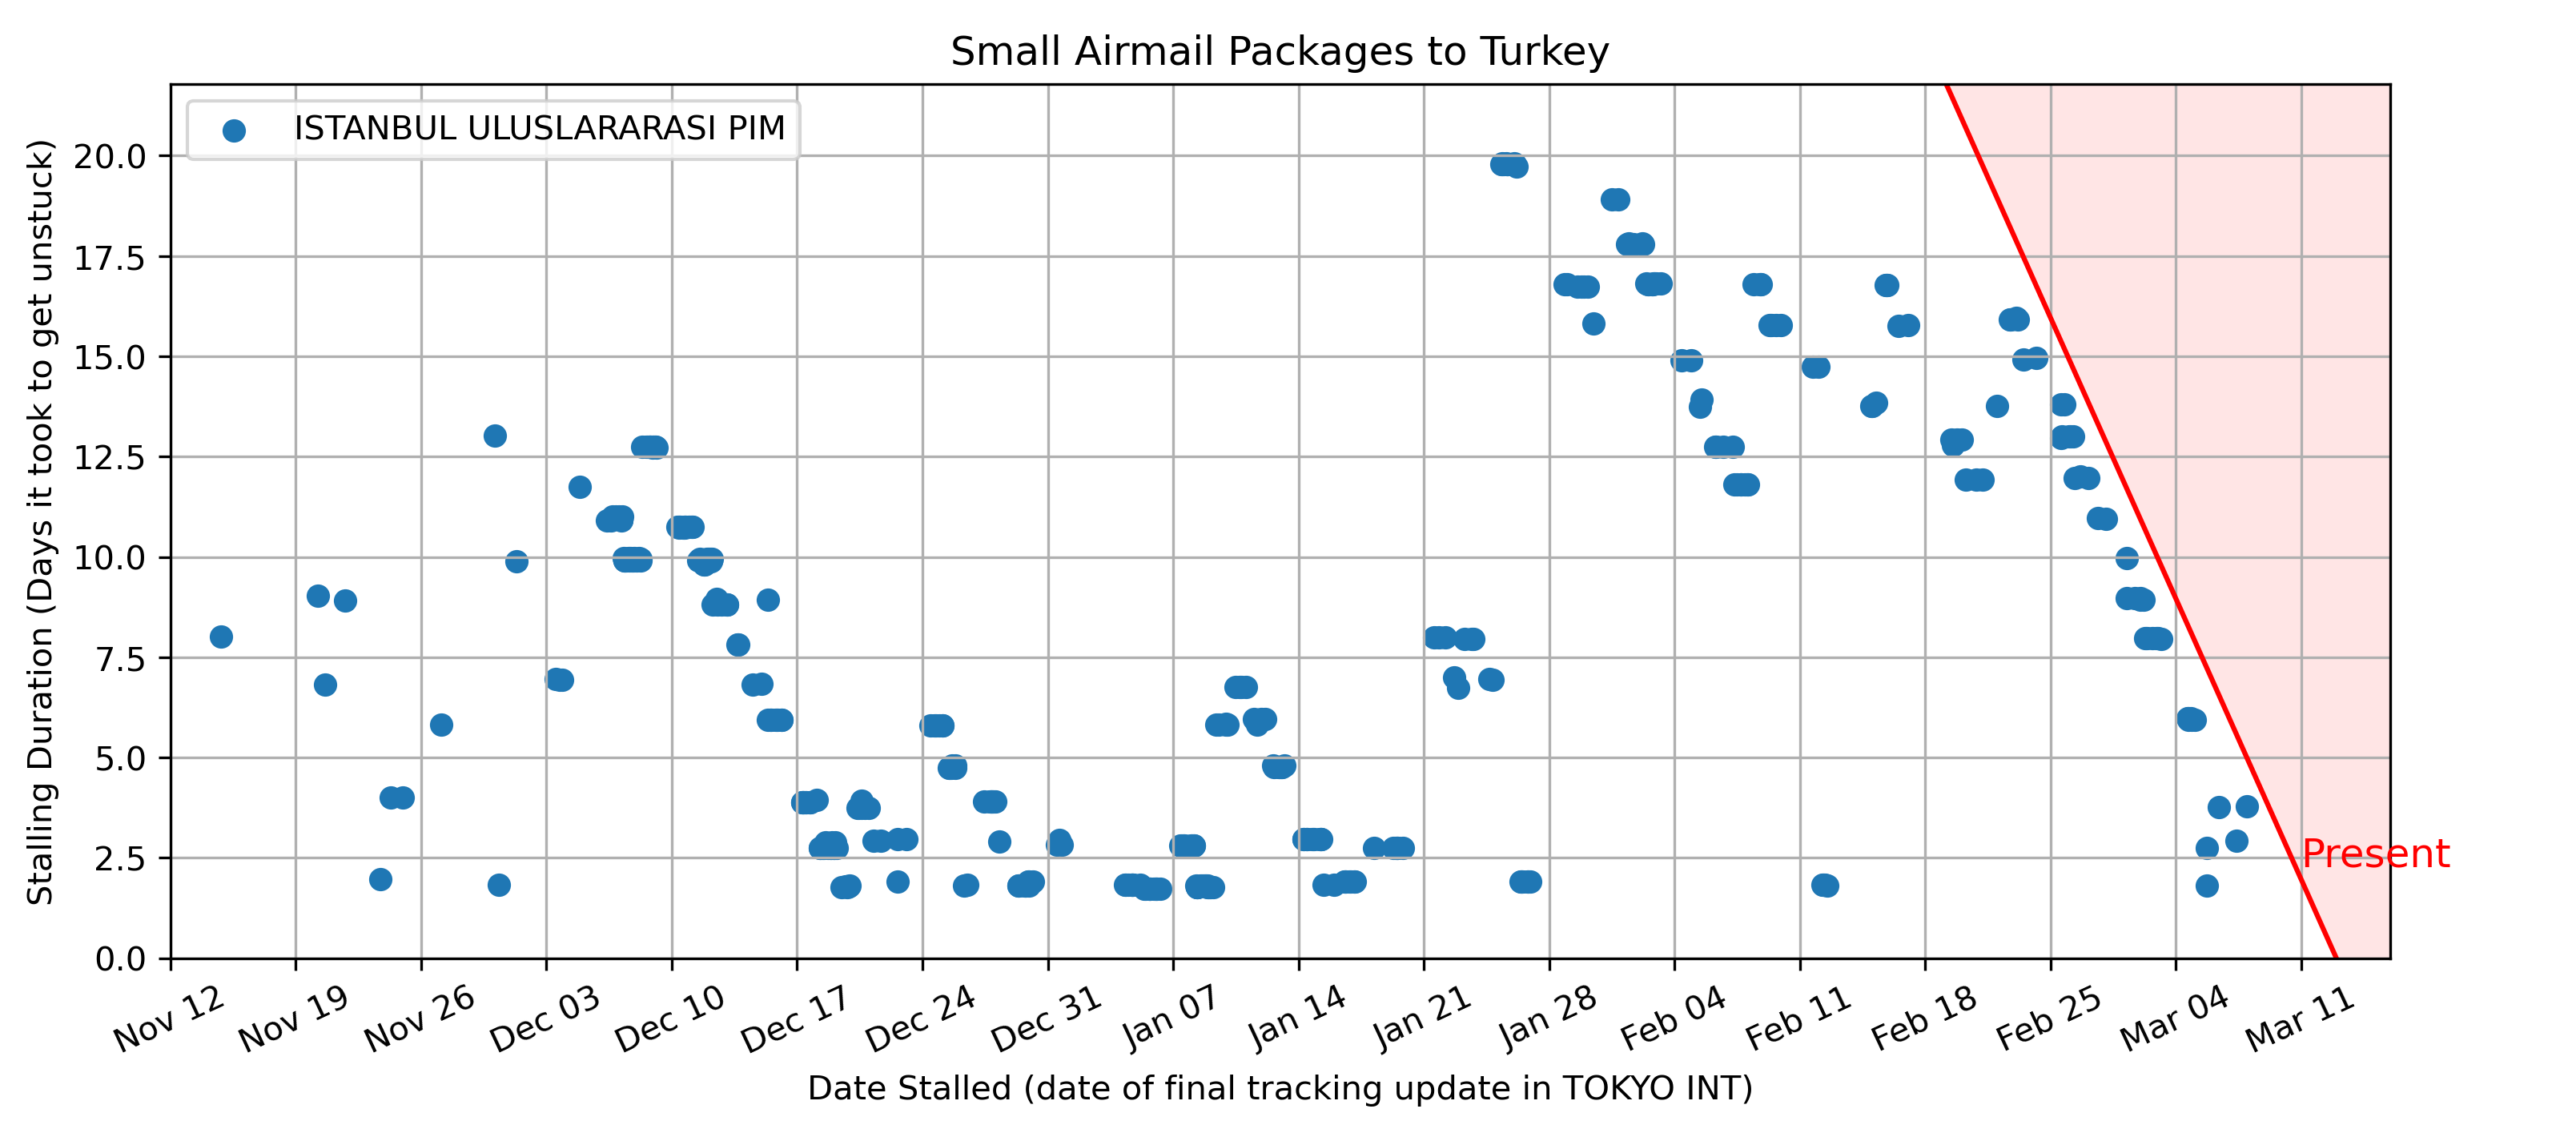 Small Airmail Packages to Turkey
ISTANBUL ULUSLARARASI PIM
Stalling Duration (Days it took to get unstuck)
20.0
17.5
15.0
12.5
10.0
7.5
5.0
2.5
0.0
Present
Nov 12
Nov 19
Nov 26
Dec 03
Dec 10
Dec 17
Dec 24
Dec 31
Jan 07
Jan 14
Jan 21
Jan 28
Feb 04
Feb 11
Feb 18
Feb 25
Mar 04
Mar 11
Date Stalled (date of final tracking update in TOKYO INT)